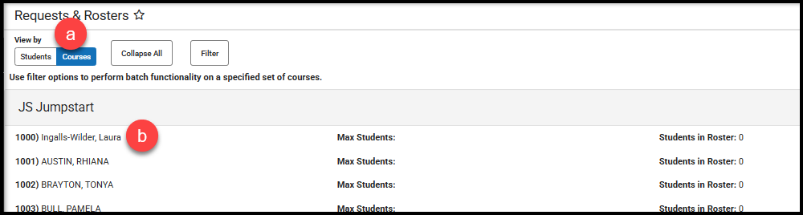 Requests & Rosters ☆
View by
a
Students Courses Collapse All Filter
Use filter options to perform batch functionality on a specified set of courses.
JS Jumpstart
1000) Ingalls-Wilder, Laura b Max Students: Students in Roster: 0
1001) AUSTIN, RHIANA Max Students: Students in Roster: 0
1002) BRAYTON, TONYA Max Students: Students in Roster: 0
1003) BULL, PAMELA Max Students: Students in Roster: 0